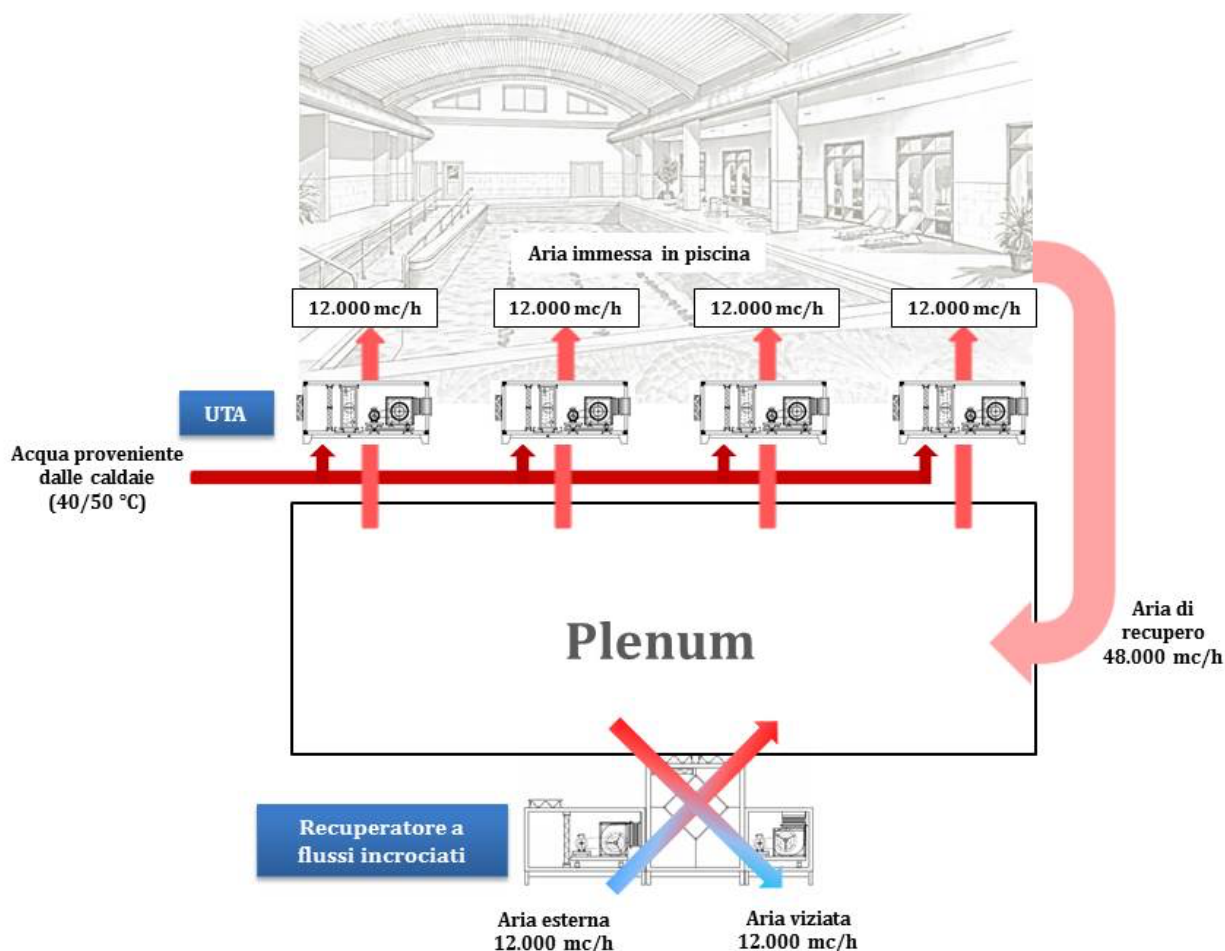 Aria immessa in piscina
12.000 mc/h
12.000 mc/h
12.000 mc/h
12.000 mc/h
UTA
Acqua proveniente
dalle caldaie
(40/50 °C)
Plenum
Aria di
recupero
48.000 mc/h
Recuperatore a
flussi incrociati
Aria esterna
12.000 mc/h
Aria viziata
12.000 mc/h